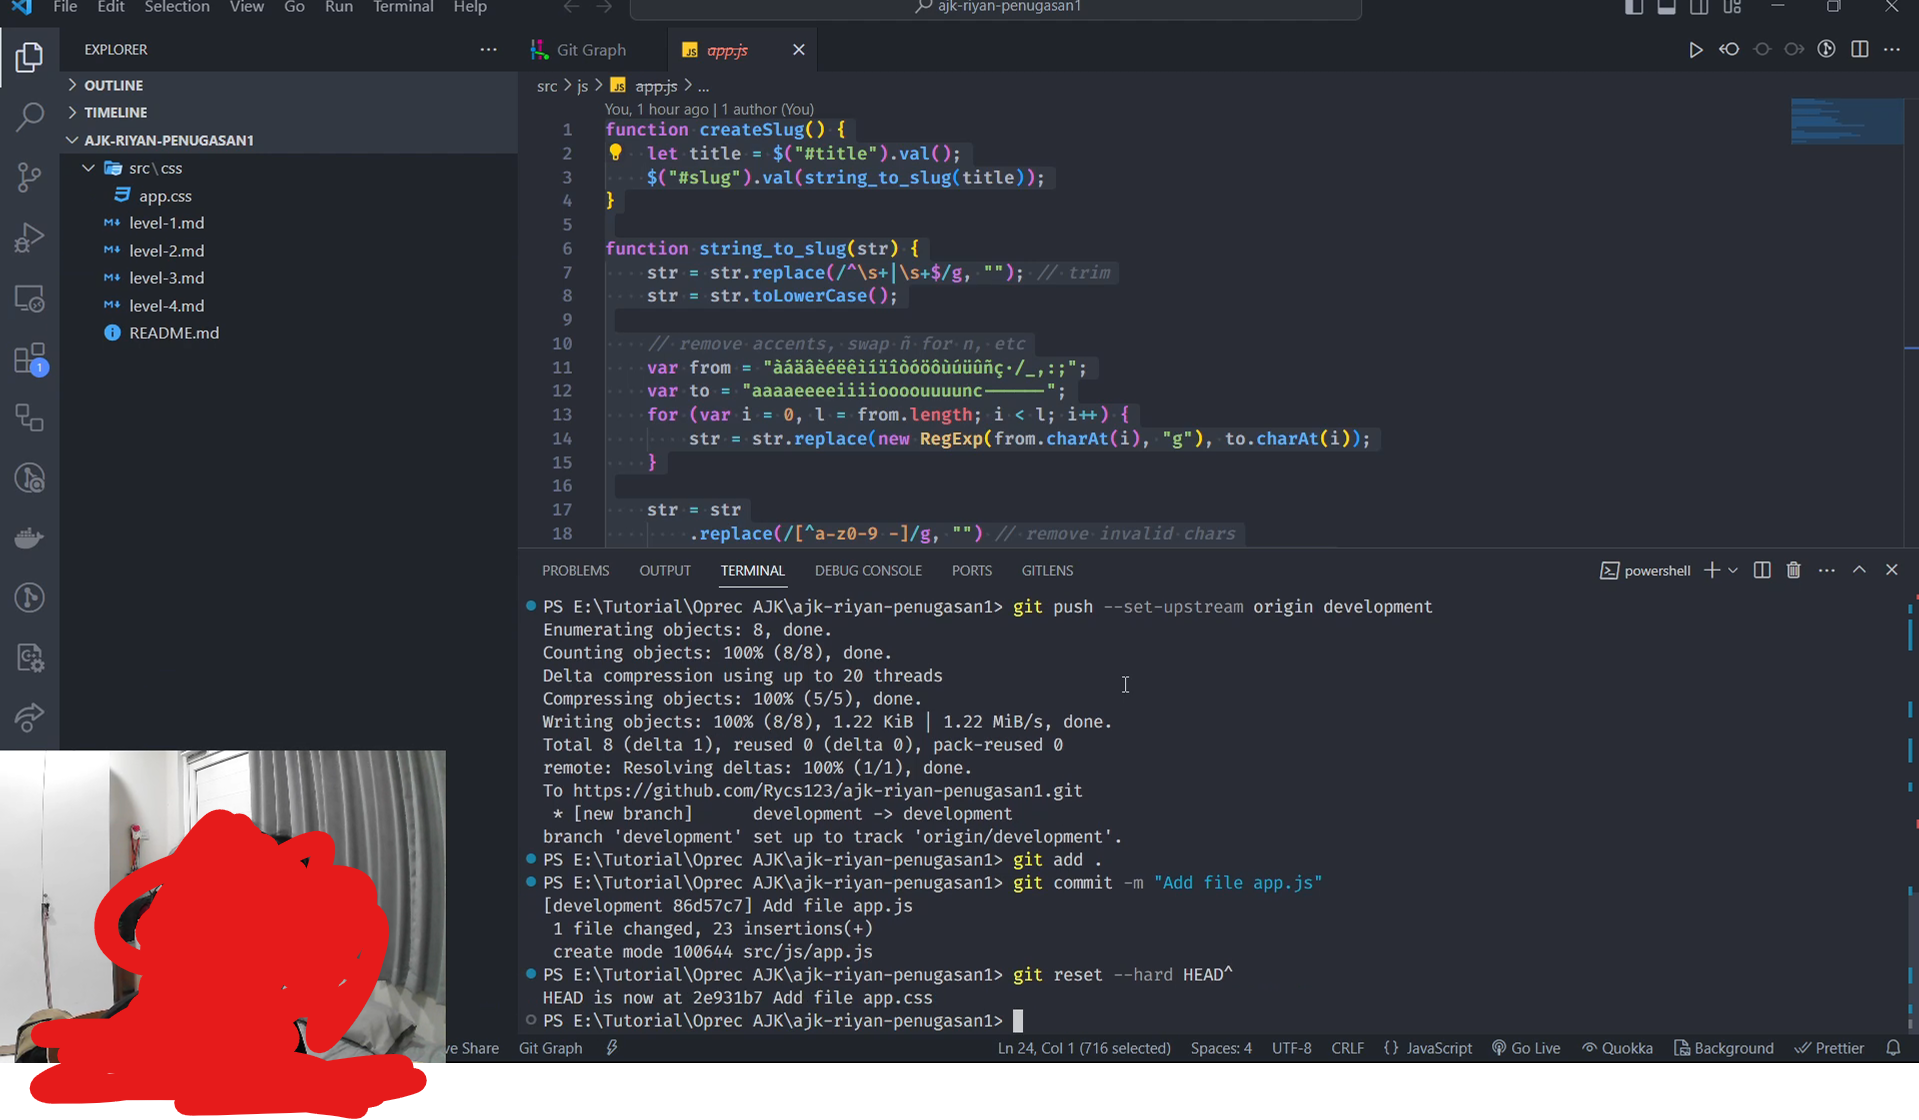 File Edit Selection View Go Run Terminal Help
ajk-riyan-penugasan1
EXPLORER
OUTLINE
TIMELINE
AJK-RIYAN-PENUGASAN1
src\css
app.css
level-1.md
level-2.md
level-3.md
level-4.md
README.md
1
Git Graph
JS app.js
src > js > JS app.js > ...
You, 1 hour ago | 1 author (You)
1 function createSlug() {
2 let title = $("#title").val();
3 $("#slug").val(string_to_slug(title));
4 }
5
6 function string_to_slug(str) {
7 str = str.replace(/^\s+|\s+$/g, ""); // trim
8 str = str.toLowerCase();
9
10 // remove accents, swap ñ for n, etc
11 var from = "àáäâèéëêìíïîòóöôùúüûñç·/_,:;";
12 var to = "aaaaeeeeiiiioooouuuunc------";
13 for (var i = 0, l = from.length; i < l; i++) {
14 str = str.replace(new RegExp(from.charAt(i), "g"), to.charAt(i));
15 }
16
17 str = str
18 .replace(/[^a-z0-9 -]/g, "") // remove invalid chars
PROBLEMS OUTPUT TERMINAL DEBUG CONSOLE PORTS GITLENS
powershell
PS E:\Tutorial\Oprec AJK\ajk-riyan-penugasan1> git push --set-upstream origin development
Enumerating objects: 8, done.
Counting objects: 100% (8/8), done.
Delta compression using up to 20 threads
Compressing objects: 100% (5/5), done.
Writing objects: 100% (8/8), 1.22 KiB | 1.22 MiB/s, done.
Total 8 (delta 1), reused 0 (delta 0), pack-reused 0
remote: Resolving deltas: 100% (1/1), done.
To https://github.com/Rycs123/ajk-riyan-penugasan1.git
* [new branch] development -> development
branch 'development' set up to track 'origin/development'.
PS E:\Tutorial\Oprec AJK\ajk-riyan-penugasan1> git add .
PS E:\Tutorial\Oprec AJK\ajk-riyan-penugasan1> git commit -m "Add file app.js"
[development 86d57c7] Add file app.js
1 file changed, 23 insertions(+)
create mode 100644 src/js/app.js
PS E:\Tutorial\Oprec AJK\ajk-riyan-penugasan1> git reset --hard HEAD^
HEAD is now at 2e931b7 Add file app.css
PS E:\Tutorial\Oprec AJK\ajk-riyan-penugasan1>
ve Share Git Graph Ln 24, Col 1 (716 selected) Spaces: 4 UTF-8 CRLF {} JavaScript Go Live Quokka Background Prettier